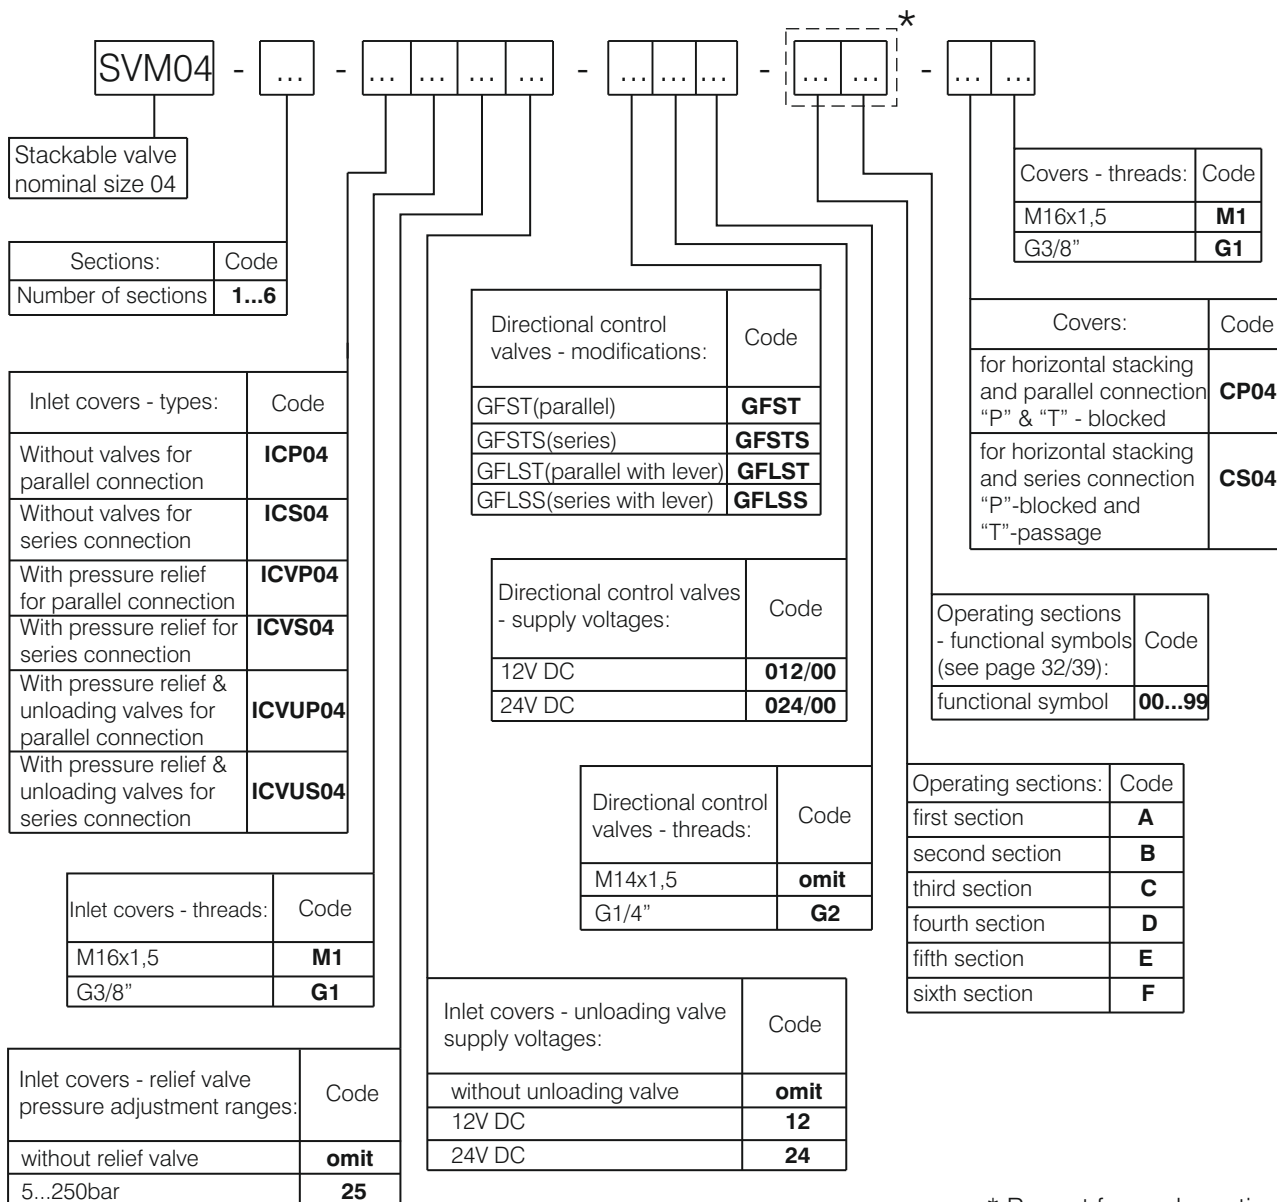 *
SVM04 - ... - ... ... ... ... - ... ... ... - ... ... - ... ...
Stackable valve
nominal size 04
Sections: Code
Number of sections 1...6
Inlet covers - types: Code
Without valves for
parallel connection ICP04
Without valves for
series connection ICS04
With pressure relief
for parallel connection ICVP04
With pressure relief for
series connection ICVS04
With pressure relief &
unloading valves for
parallel connection ICVUP04
With pressure relief &
unloading valves for
series connection ICVUS04
Inlet covers - threads: Code
M16x1,5 M1
G3/8” G1
Inlet covers - relief valve
pressure adjustment ranges: Code
without relief valve omit
5...250bar 25
Directional control
valves - modifications: Code
GFST(parallel) GFST
GFSTS(series) GFSTS
GFLST(parallel with lever) GFLST
GFLSS(series with lever) GFLSS
Directional control valves
- supply voltages: Code
12V DC 012/00
24V DC 024/00
Directional control
valves - threads: Code
M14x1,5 omit
G1/4” G2
Inlet covers - unloading valve
supply voltages: Code
without unloading valve omit
12V DC 12
24V DC 24
Covers - threads: Code
M16x1,5 M1
G3/8” G1
Covers: Code
for horizontal stacking
and parallel connection
“P” & “T” - blocked CP04
for horizontal stacking
and series connection
“P”-blocked and
“T”-passage CS04
Operating sections
- functional symbols
(see page 32/39): Code
functional symbol 00...99
Operating sections: Code
first section A
second section B
third section C
fourth section D
fifth section E
sixth section F